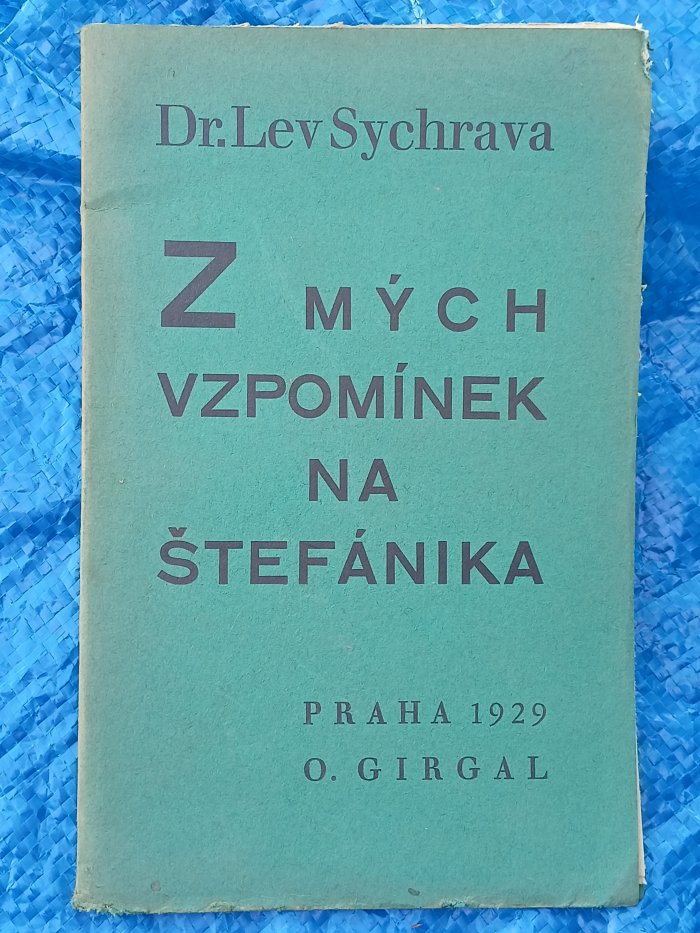 Dr. Lev Sychrava
Z MÝCH
VZPOMÍNEK
NA
ŠTEFÁNIKA
PRAHA 1929
O. GIRGAL